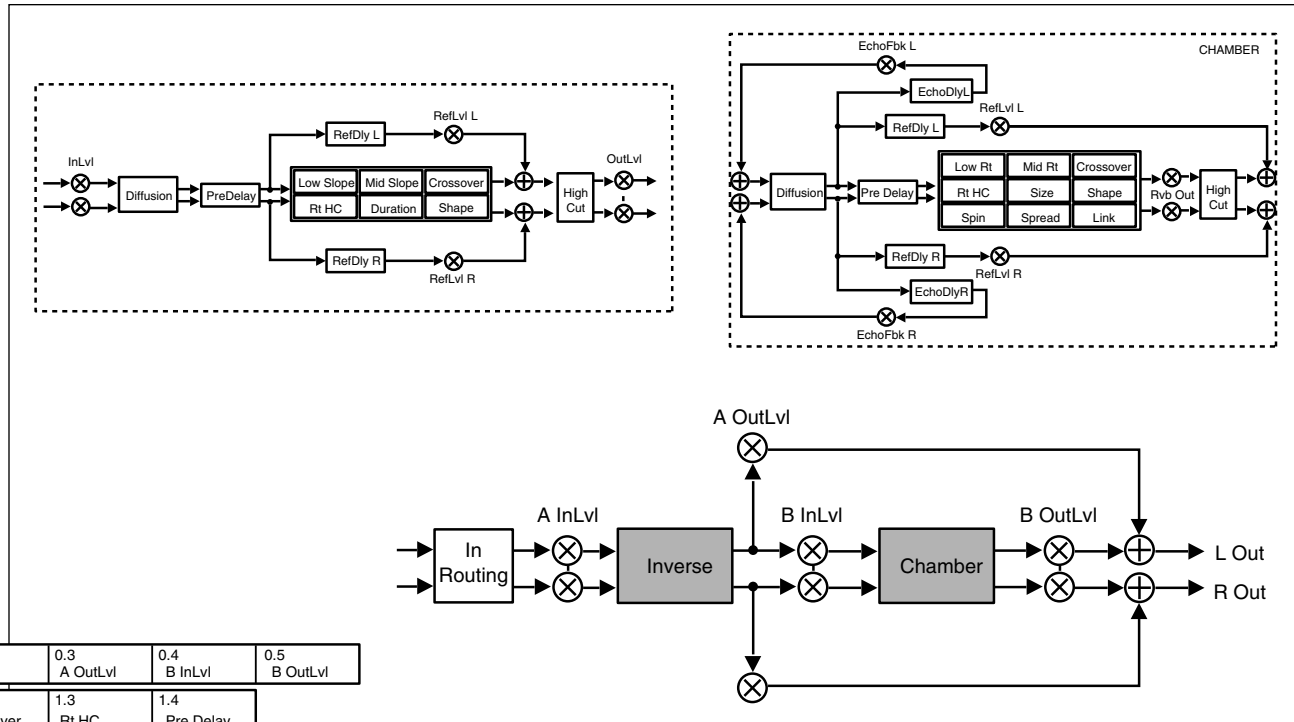 InLvl
Diffusion
PreDelay
RefDly L
RefLvl L
Low Slope Mid Slope Crossover
Rt HC Duration Shape
RefDly R
RefLvl R
High
Cut
OutLvl
CHAMBER
EchoFbk L
EchoDlyL
RefLvl L
RefDly L
Diffusion
Pre Delay
Low Rt Mid Rt Crossover
Rt HC Size Shape
Spin Spread Link
Rvb Out
High
Cut
RefDly R
RefLvl R
EchoDlyR
EchoFbk R
A OutLvl
In
Routing
A InLvl
Inverse
B InLvl
Chamber
B OutLvl
L Out
R Out
0.3 0.4 0.5
A OutLvl B InLvl B OutLvl
1.3 1.4
Rt HC Pre Delay